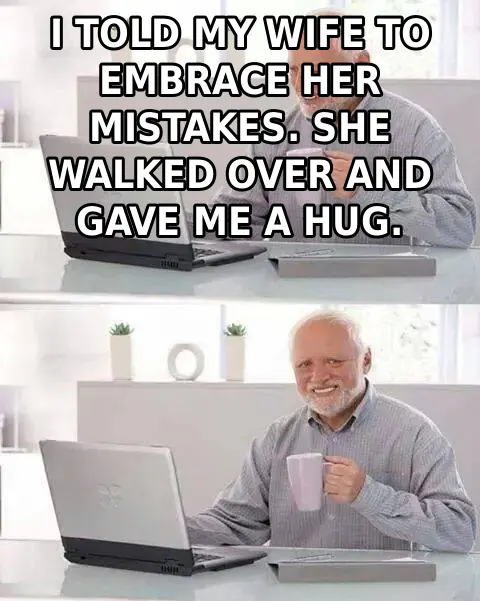 I TOLD MY WIFE TO
EMBRACE HER
MISTAKES. SHE
WALKED OVER AND
GAVE ME A HUG.